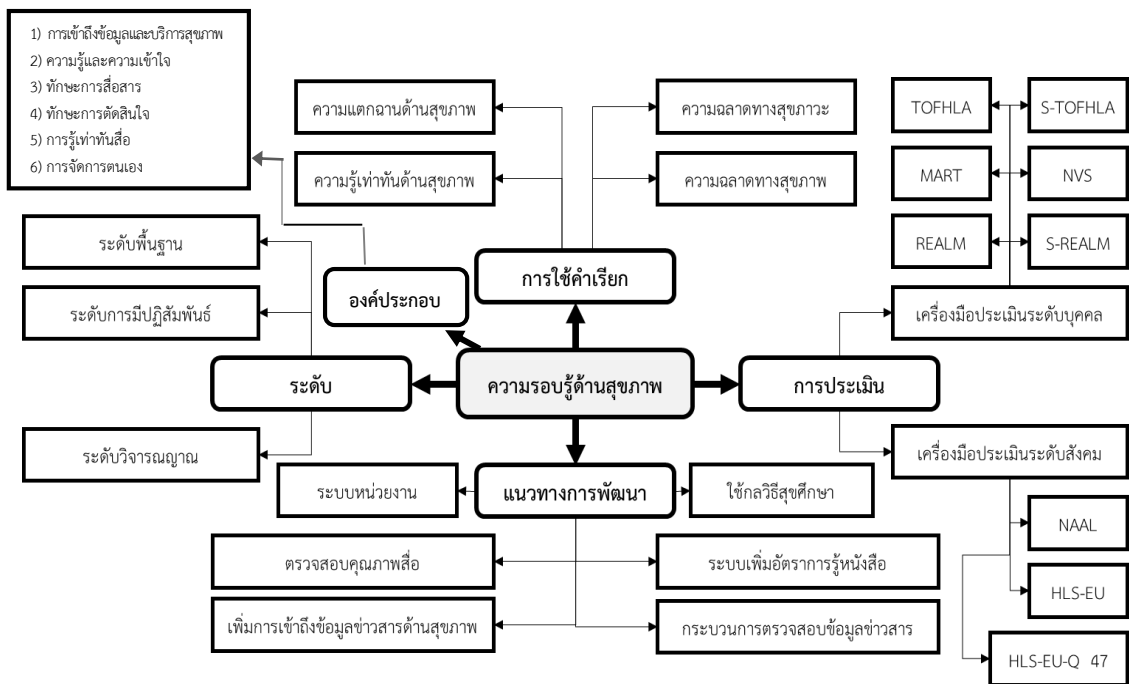 1) การเข้าถึงข้อมูลและบริการสุขภาพ
2) ความรู้และความเข้าใจ
3) ทักษะการสื่อสาร
4) ทักษะการตัดสินใจ
5) การรู้เท่าทันสื่อ
6) การจัดการตนเอง
ความแตกฉานด้านสุขภาพ
ความฉลาดทางสุขภาวะ
ความรู้เท่าทันด้านสุขภาพ
ความฉลาดทางสุขภาพ
TOFHLA
S-TOFHLA
MART
NVS
REALM
S-REALM
ระดับพื้นฐาน
องค์ประกอบ
การใช้คำเรียก
ระดับการมีปฏิสัมพันธ์
เครื่องมือประเมินระดับบุคคล
ระดับ
ความรอบรู้ด้านสุขภาพ
การประเมิน
ระดับวิจารณญาณ
เครื่องมือประเมินระดับสังคม
ระบบหน่วยงาน
แนวทางการพัฒนา
ใช้กลวิธีสุขศึกษา
NAAL
ตรวจสอบคุณภาพสื่อ
ระบบเพิ่มอัตราการรู้หนังสือ
HLS-EU
เพิ่มการเข้าถึงข้อมูลข่าวสารด้านสุขภาพ
กระบวนการตรวจสอบข้อมูลข่าวสาร
HLS-EU-Q 47